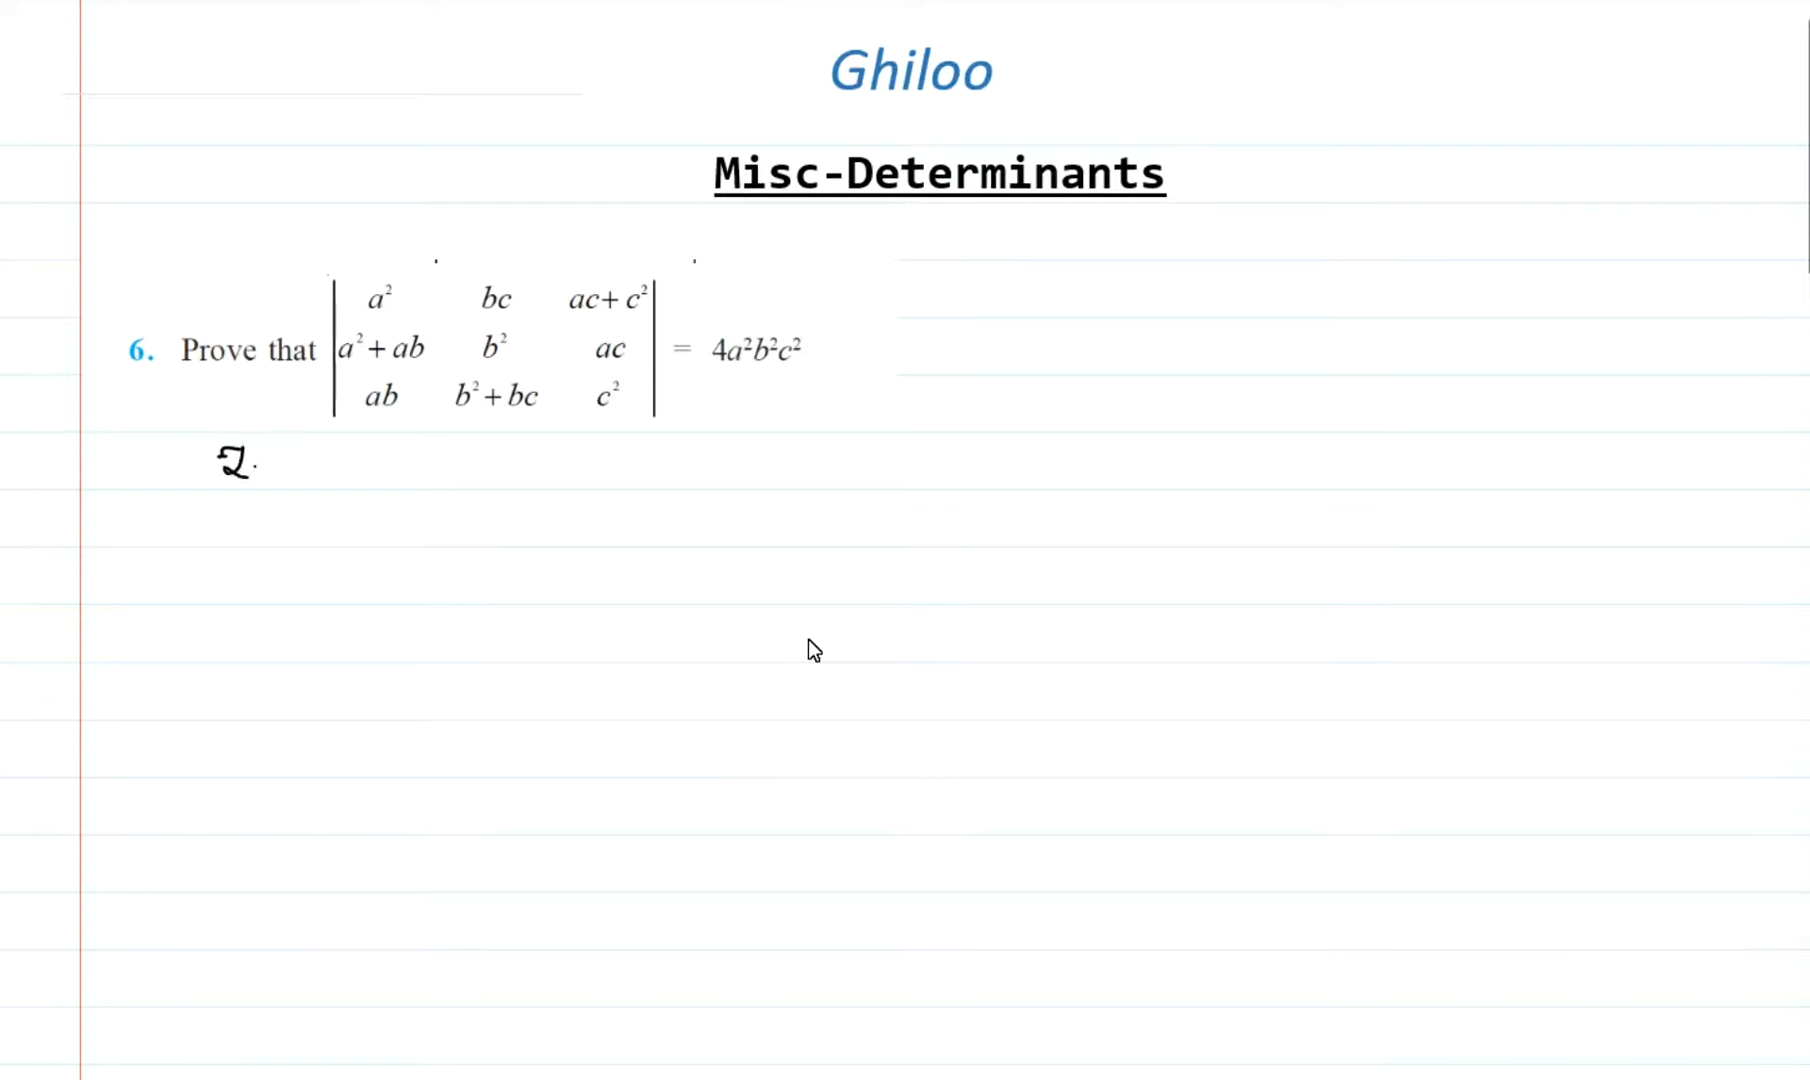 Ghiloo
Misc-Determinants
a² bc ac+ c²
6. Prove that a² + ab b² ac = 4a²b²c²
ab b² + bc c²